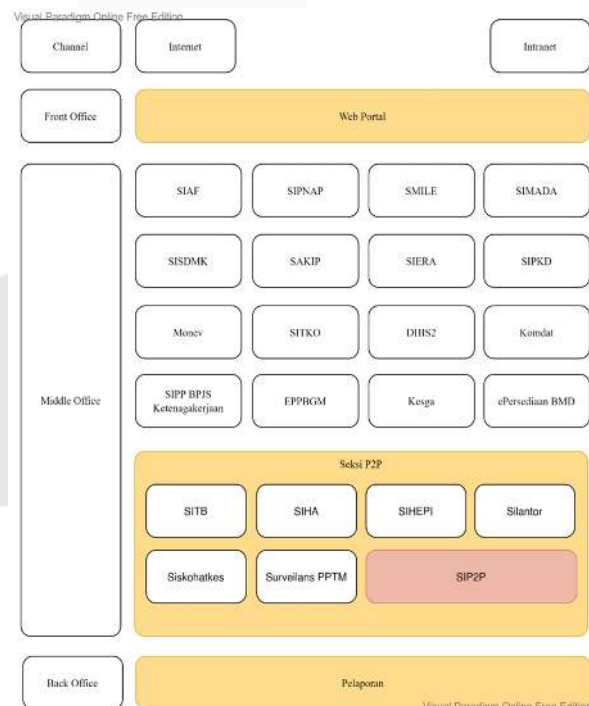 Visual Paradigm Online Free Edition
Channel
Internet
Intranet
Front Office
Web Portal
Middle Office
SIAF
SIPNAP
SMILE
SIMADA
SISDMK
SAKIP
SIERA
SIPKD
Monev
SITKO
DHIS2
Komdat
SIPP BPJS
Ketenagakerjaan
EPPBGM
Kesga
ePersediaan BMD
Seksi P2P
SITB
SIHA
SIHEPI
Silantor
Siskohatkes
Surveilans PPTM
SIP2P
Back Office
Pelaporan
Visual Paradigm Online Free Edition